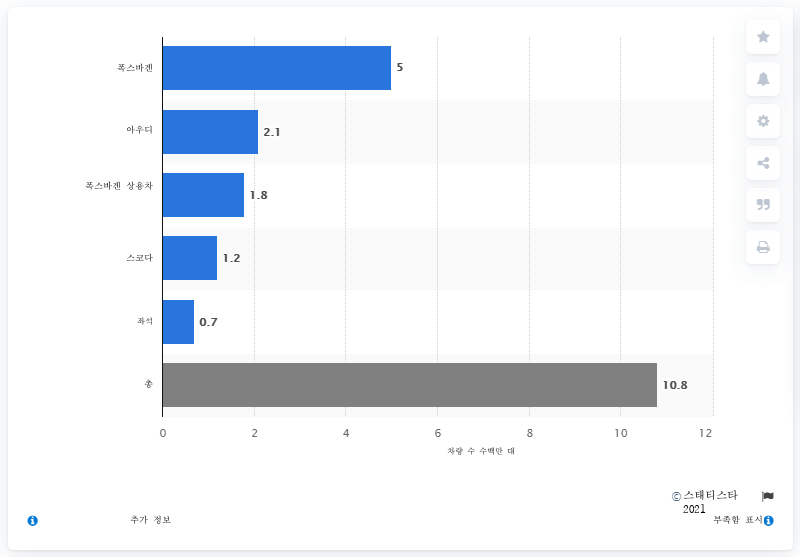 폭스바겐
5
아우디
2.1
폭스바겐 상용차
1.8
스코다
1.2
좌석
0.7
총
10.8
0 2 4 6 8 10 12
차량 수 수백만 대
© 스태티스타
2021
추가 정보
부족함 표시